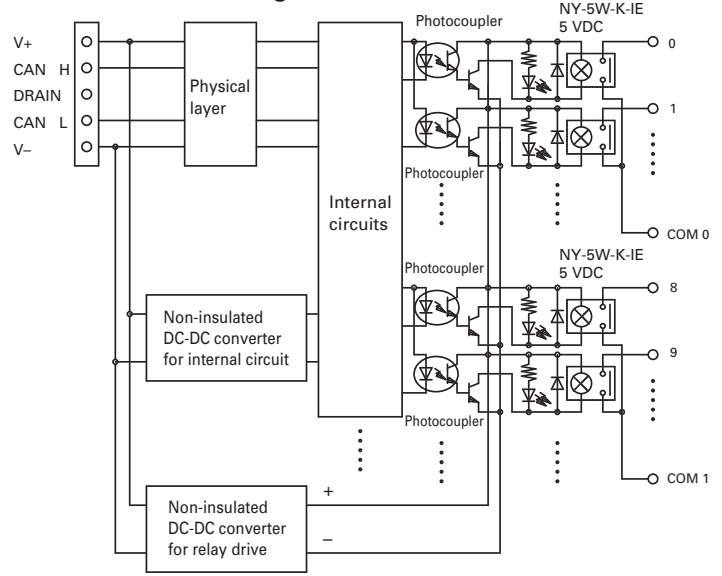 NY-5W-K-IE
5 VDC
Photocoupler
V+
CAN H
DRAIN
CAN L
V–
Physical
layer
0
1
Photocoupler
Internal
circuits
COM 0
NY-5W-K-IE
5 VDC
Photocoupler
8
9
Non-insulated
DC-DC converter
for internal circuit
Photocoupler
COM 1
Non-insulated
DC-DC converter
for relay drive
+
–